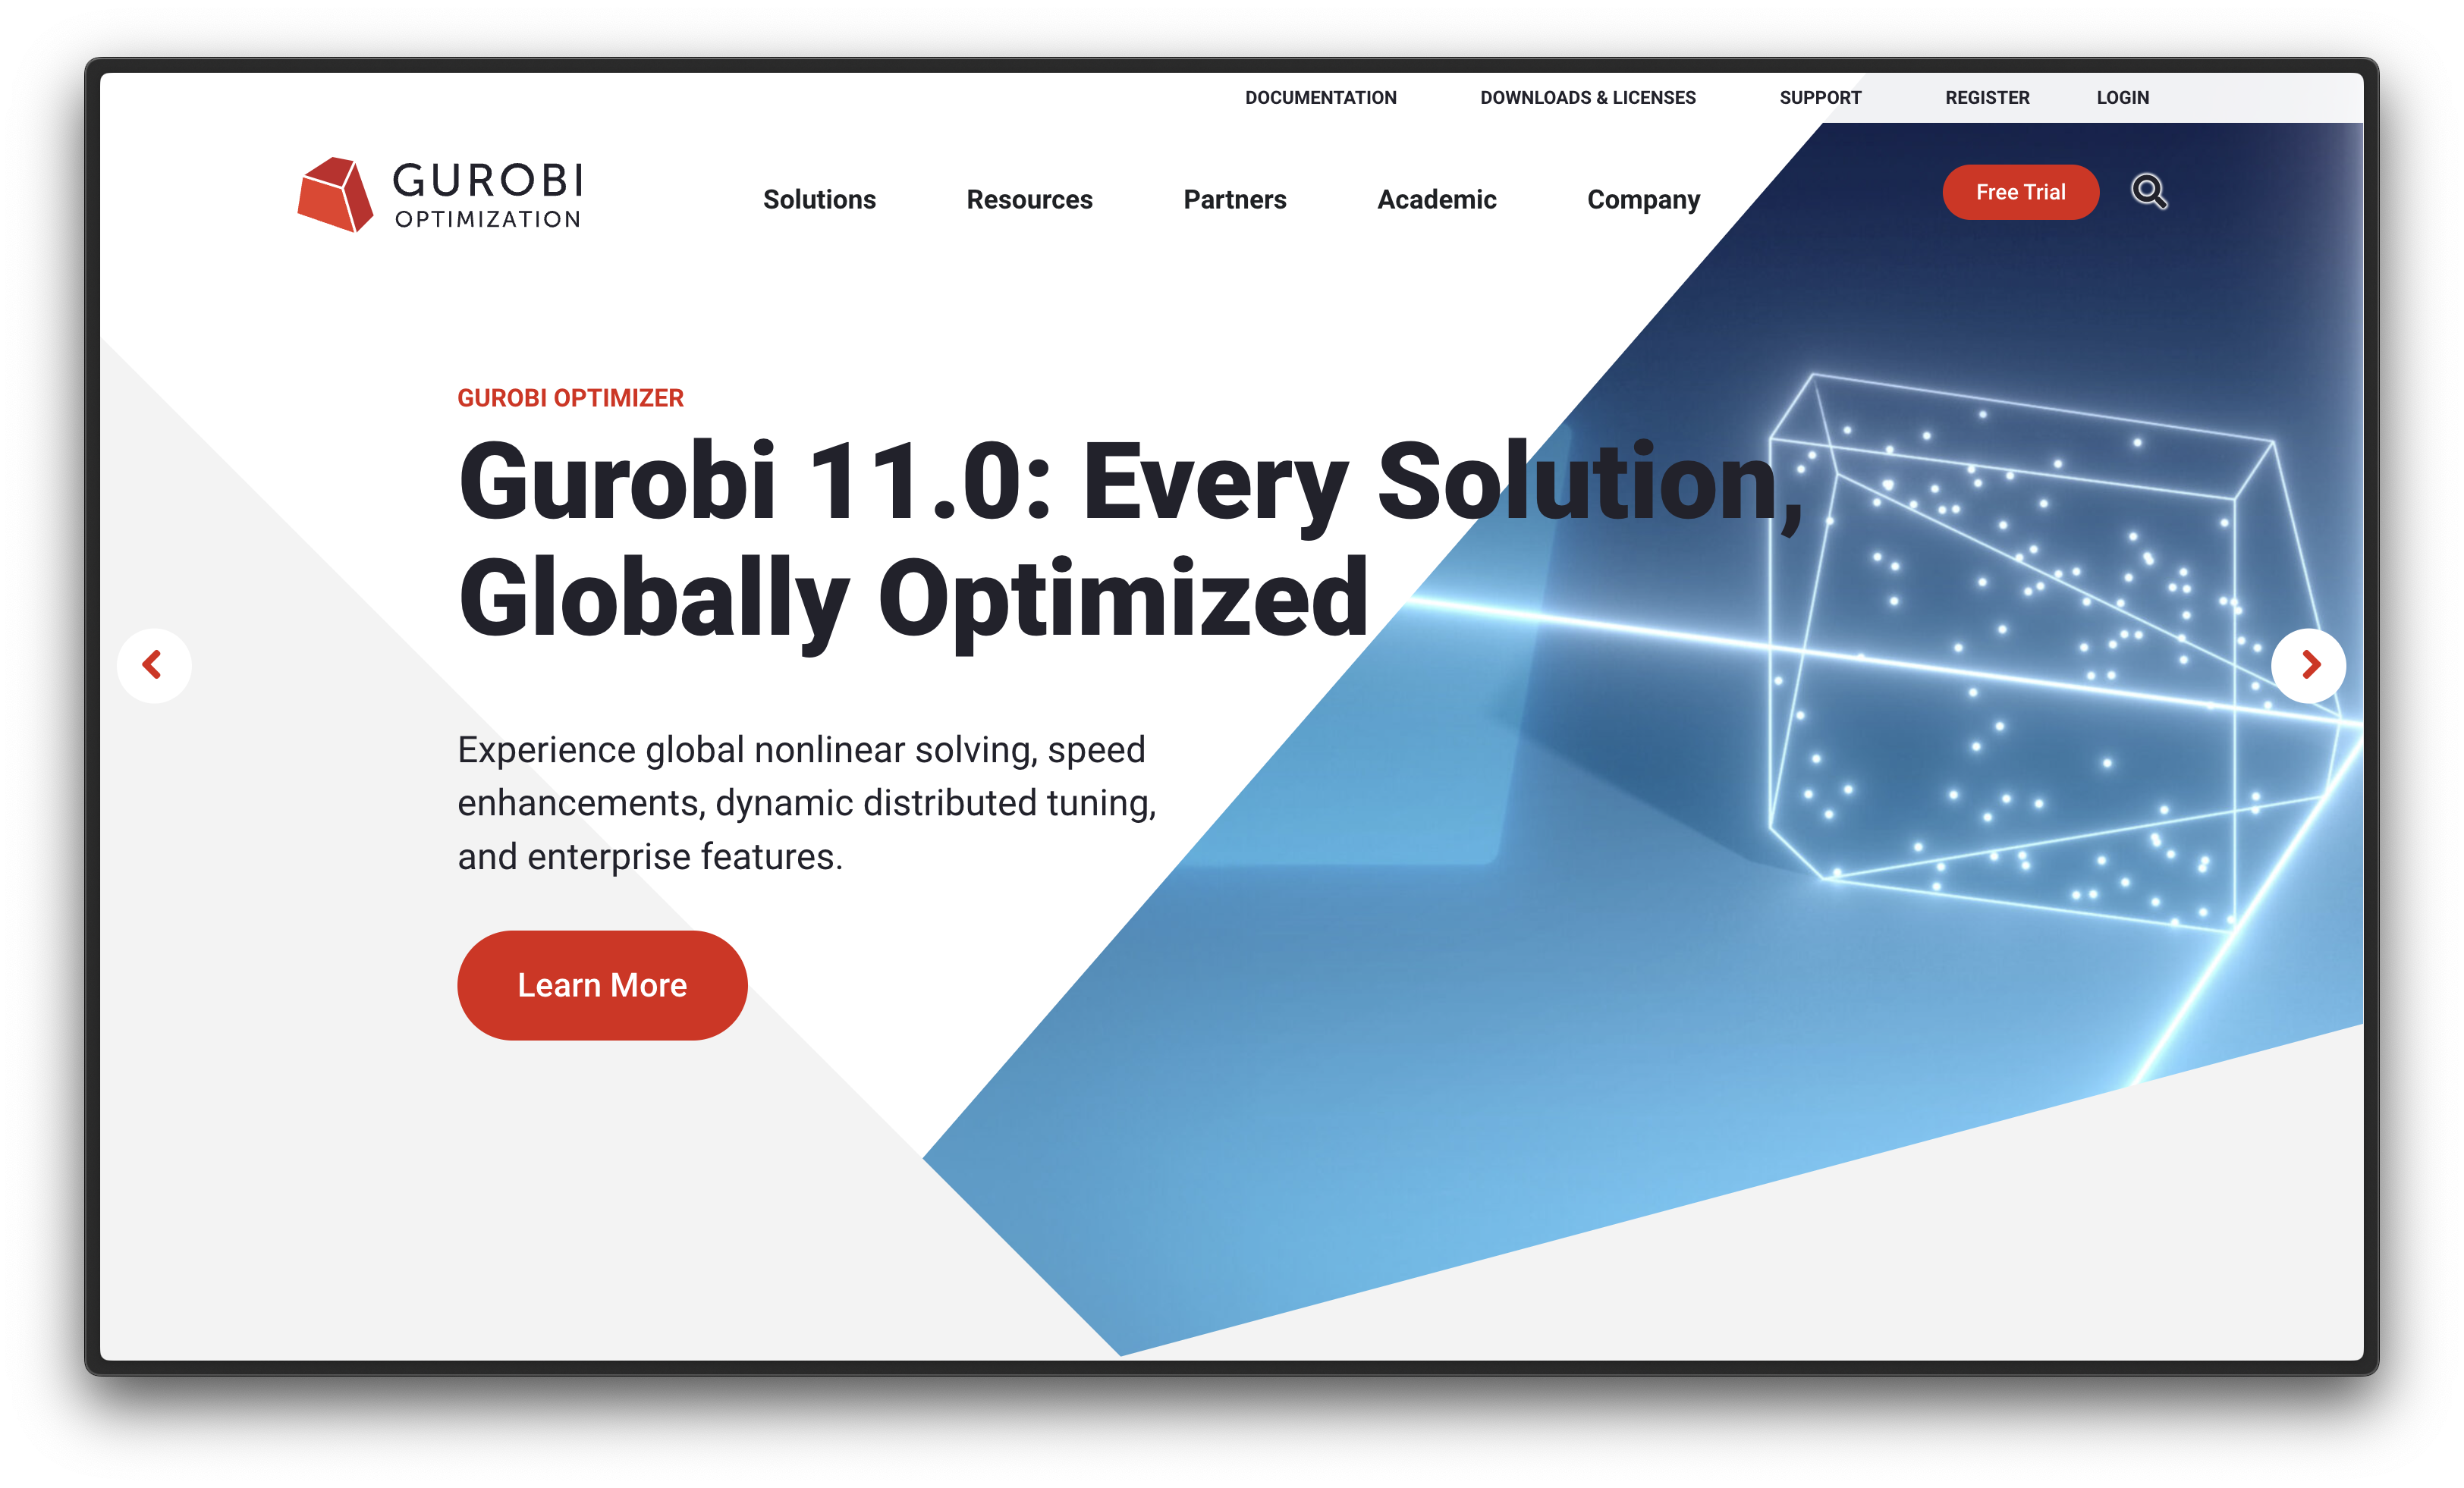 DOCUMENTATION DOWNLOADS & LICENSES SUPPORT REGISTER LOGIN
GUROBI
OPTIMIZATION
Solutions Resources Partners Academic Company Free Trial
GUROBI OPTIMIZER
Gurobi 11.0: Every Solution,
Globally Optimized
Experience global nonlinear solving, speed
enhancements, dynamic distributed tuning,
and enterprise features.
Learn More